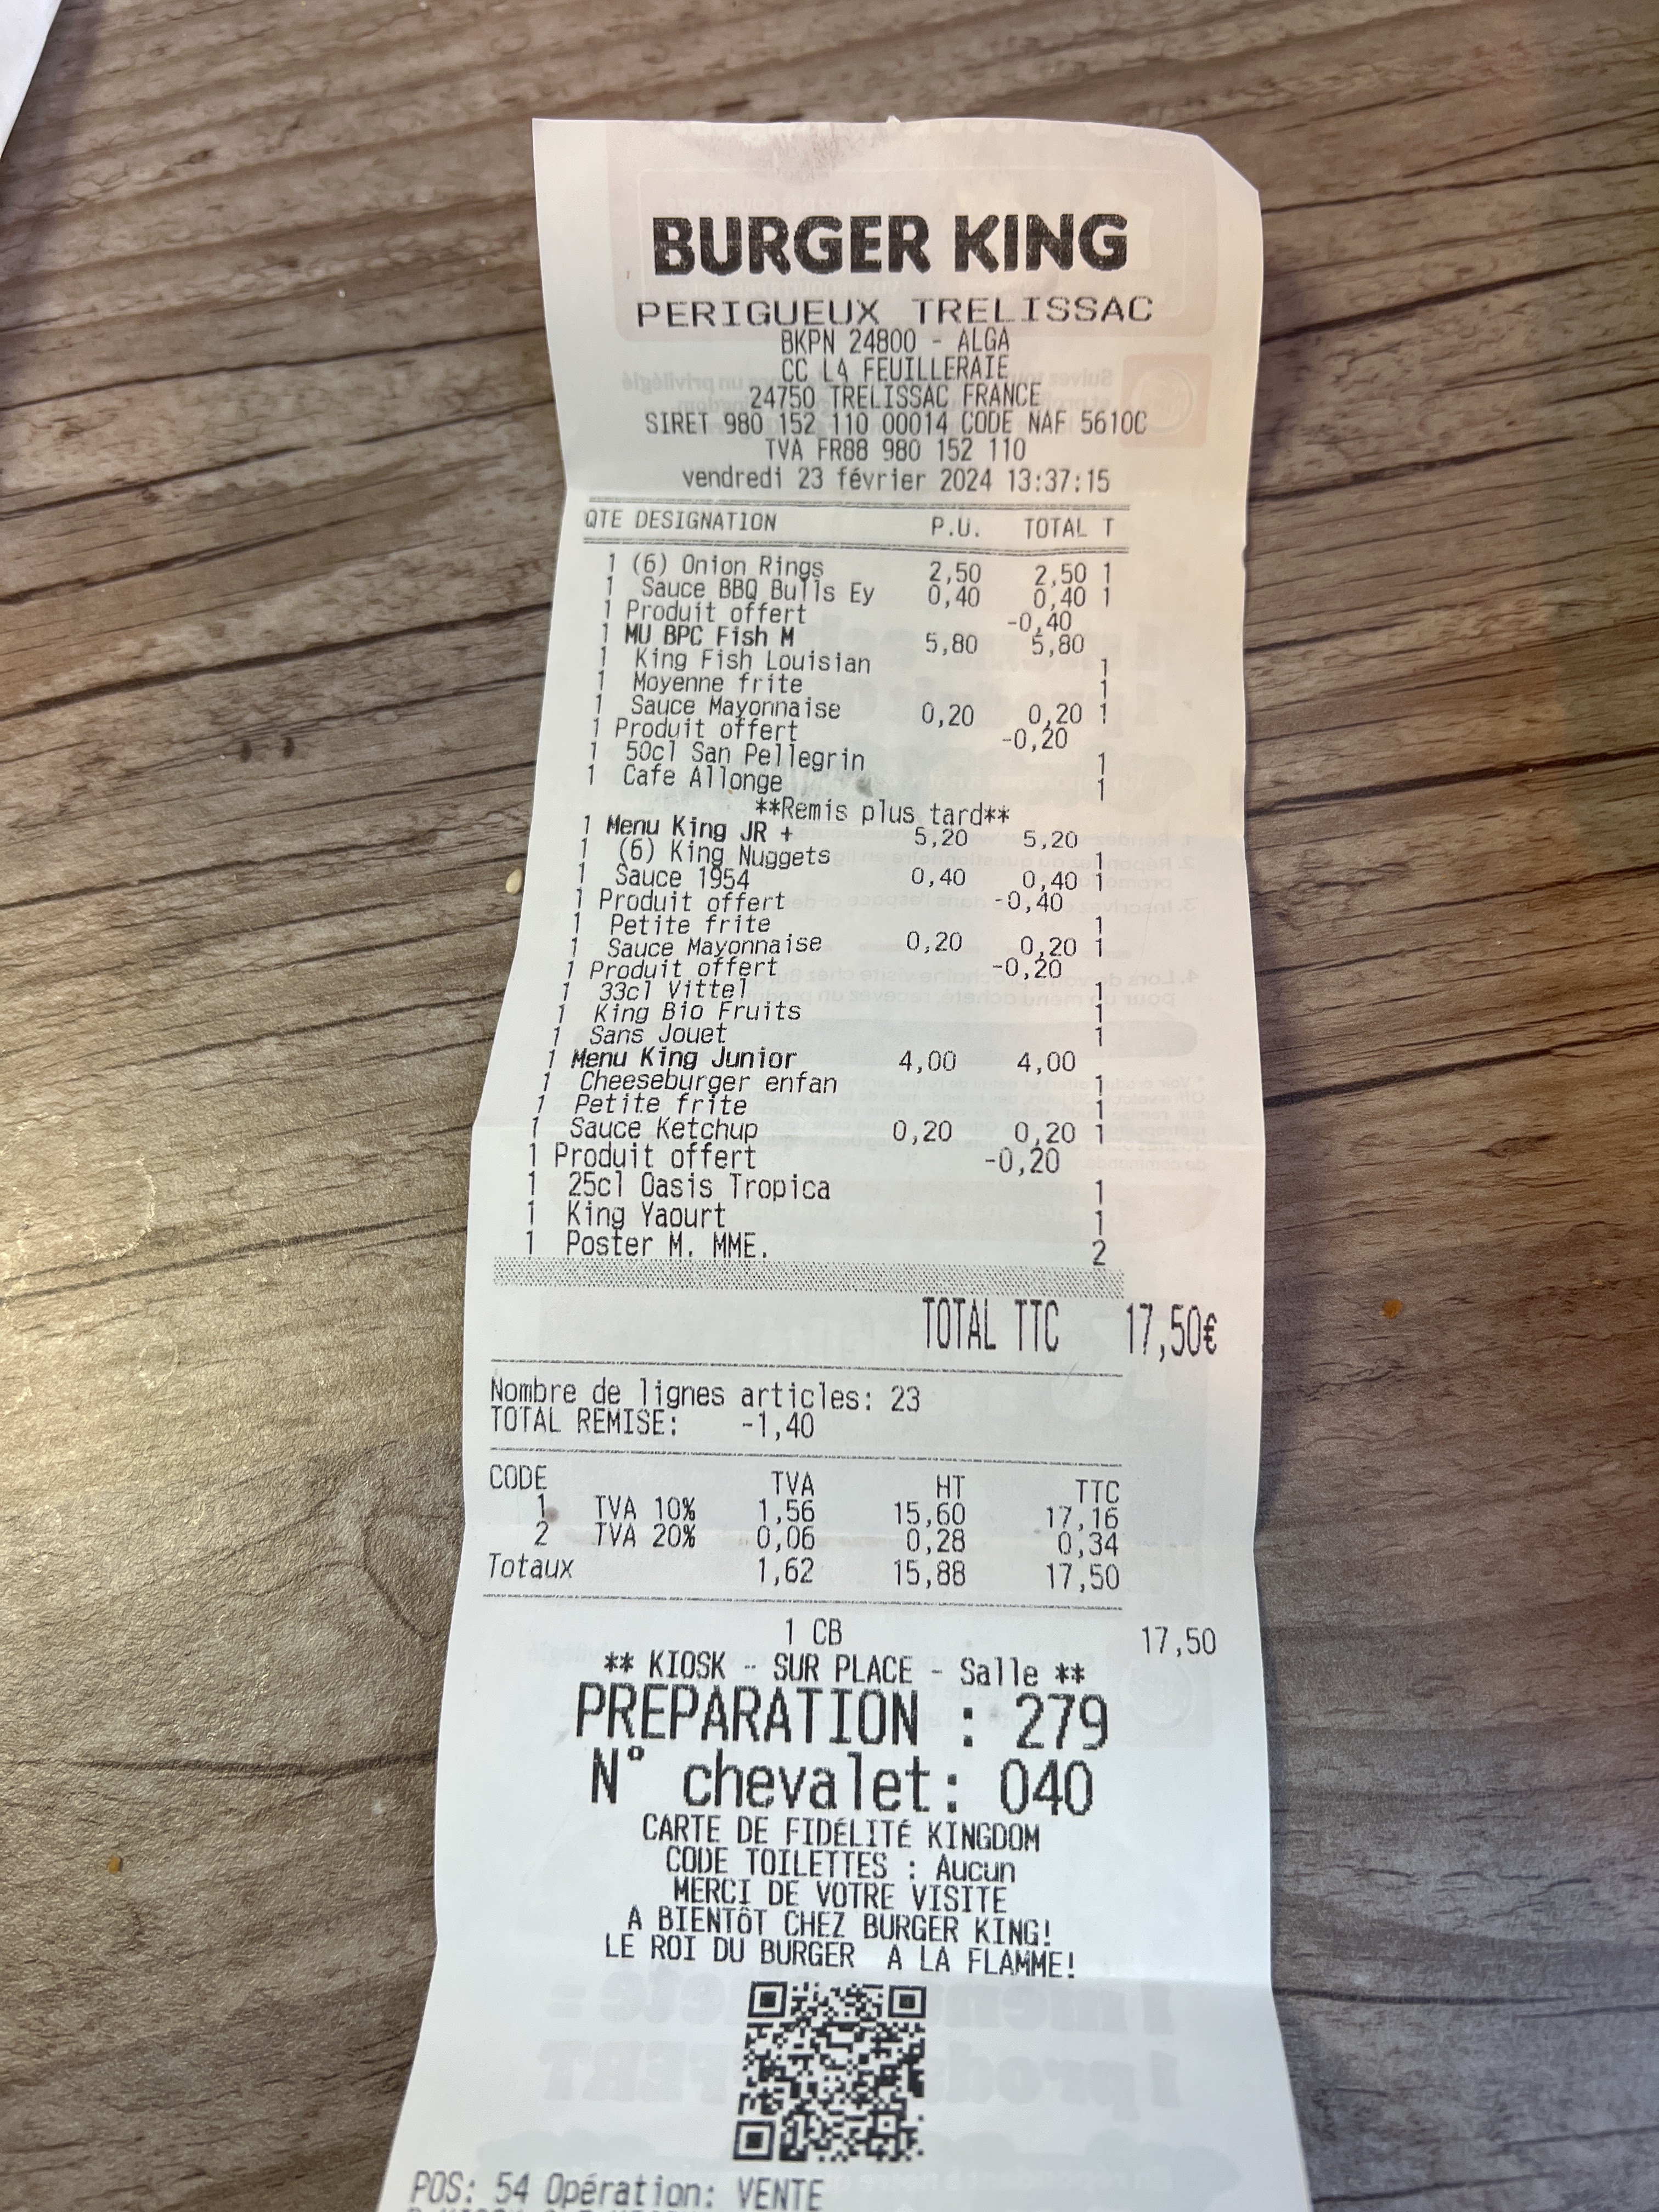 BURGER KING
PERIGUEUX TRELISSAC
BKPN 24800 - ALGA
CC LA FEUILLERAIE
24750 TRELISSAC FRANCE
SIRET 980 152 110 00014 CODE NAF 5610C
TVA FR88 980 152 110
vendredi 23 février 2024 13:37:15
QTE DESIGNATION P.U. TOTAL T
1 (6) Onion Rings 2,50 2,50 1
1 Sauce BBQ Bulls Ey 0,40 0,40 1
1 Produit offert -0,40
1 MU BPC Fish M 5,80 5,80
1 King Fish Louisian 1
1 Moyenne frite 1
1 Sauce Mayonnaise 0,20 0,20 1
1 Produit offert -0,20
1 50cl San Pellegrin 1
1 Cafe Allonge 1
**Remis plus tard**
1 Menu King JR + 5,20 5,20
1 (6) King Nuggets 1
1 Sauce 1954 0,40 0,40 1
1 Produit offert -0,40
1 Petite frite 1
1 Sauce Mayonnaise 0,20 0,20 1
1 Produit offert -0,20
1 33cl Vittel 1
1 King Bio Fruits 1
1 Sans Jouet 1
1 Menu King Junior 4,00 4,00
1 Cheeseburger enfan 1
1 Petite frite 1
1 Sauce Ketchup 0,20 0,20 1
1 Produit offert -0,20
1 25cl Oasis Tropica 1
1 King Yaourt 1
1 Poster M. MME. 2
TOTAL TTC 17,50€
Nombre de lignes articles: 23
TOTAL REMISE: -1,40
CODE TVA HT TTC
1 TVA 10% 1,56 15,60 17,16
2 TVA 20% 0,06 0,28 0,34
Totaux 1,62 15,88 17,50
1 CB 17,50
** KIOSK - SUR PLACE - Salle **
PREPARATION : 279
N° chevalet: 040
CARTE DE FIDÉLITÉ KINGDOM
CODE TOILETTES : Aucun
MERCI DE VOTRE VISITE
A BIENTÔT CHEZ BURGER KING!
LE ROI DU BURGER A LA FLAMME!
POS: 54 Opération: VENTE